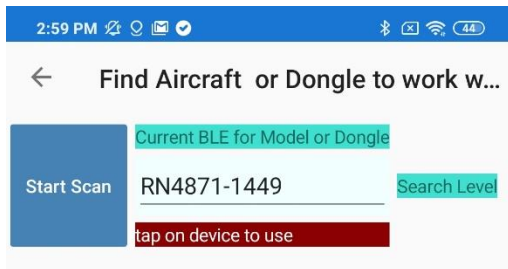 2:59 PM 44
Find Aircraft or Dongle to work w...
Current BLE for Model or Dongle
Start Scan RN4871-1449 Search Level
tap on device to use